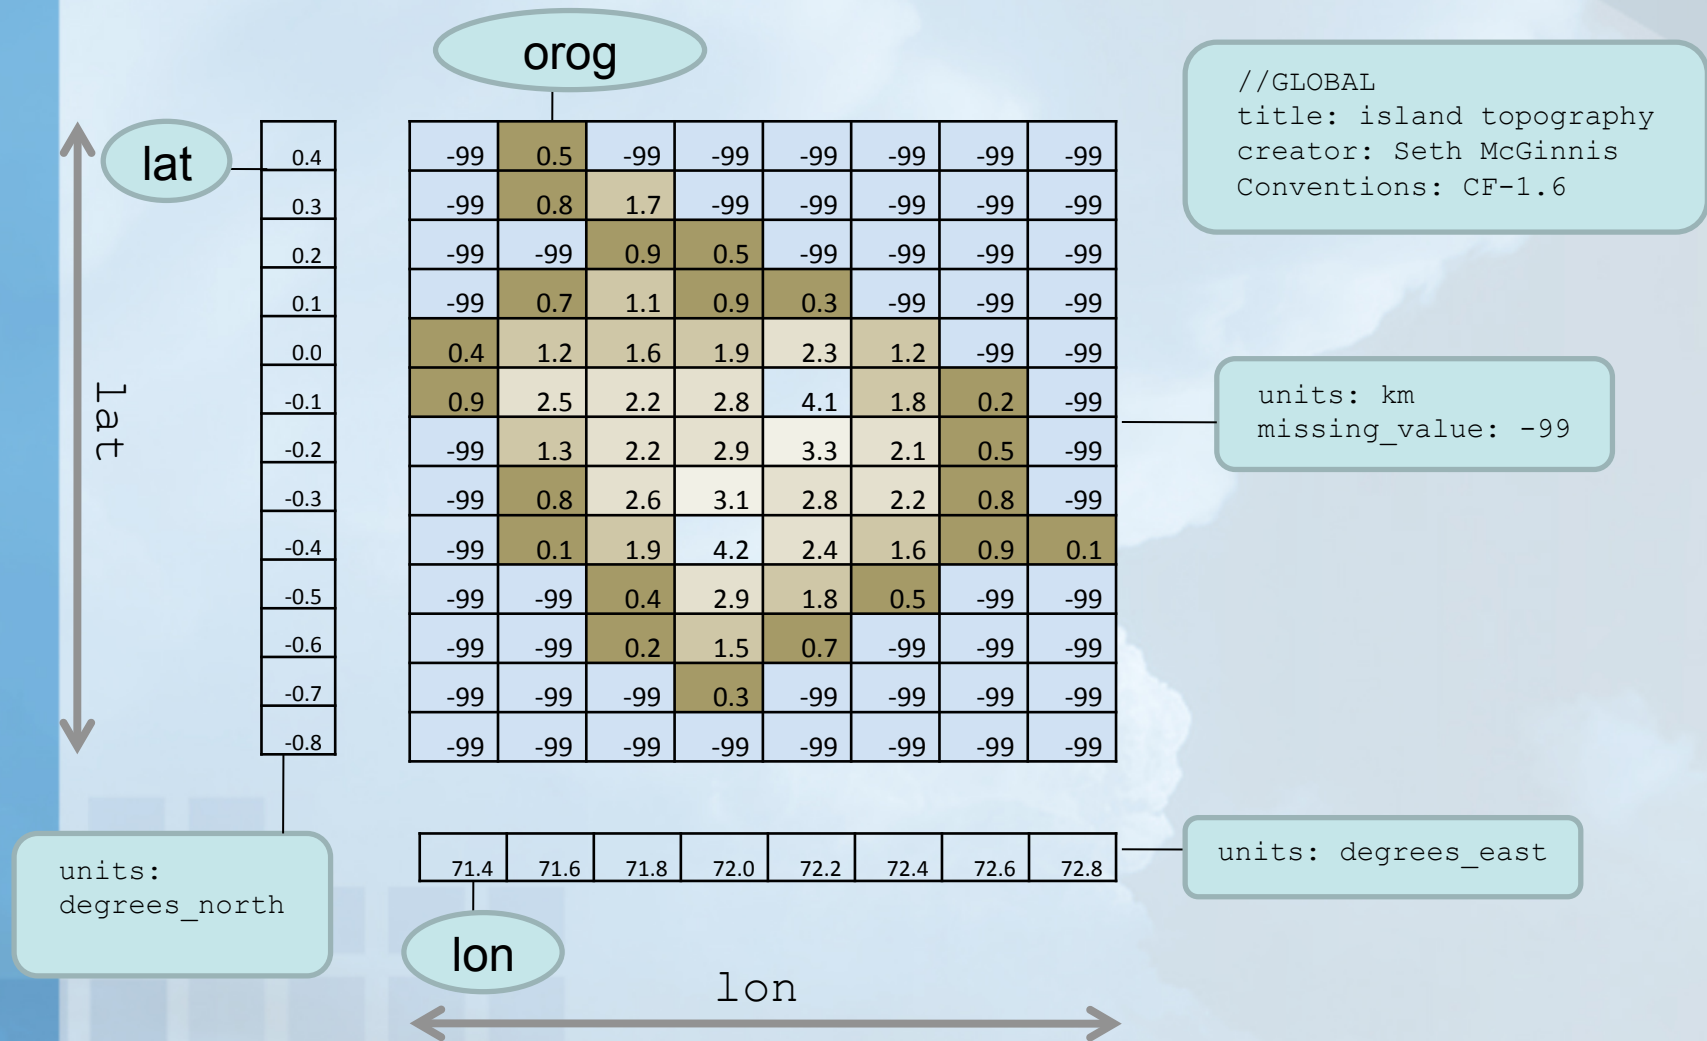 orog
//GLOBAL
title: island topography
creator: Seth McGinnis
Conventions: CF-1.6
lat
lat
0.4
0.3
0.2
0.1
0.0
-0.1
-0.2
-0.3
-0.4
-0.5
-0.6
-0.7
-0.8
-99 0.5 -99 -99 -99 -99 -99 -99
-99 0.8 1.7 -99 -99 -99 -99 -99
-99 -99 0.9 0.5 -99 -99 -99 -99
-99 0.7 1.1 0.9 0.3 -99 -99 -99
0.4 1.2 1.6 1.9 2.3 1.2 -99 -99
0.9 2.5 2.2 2.8 4.1 1.8 0.2 -99
-99 1.3 2.2 2.9 3.3 2.1 0.5 -99
-99 0.8 2.6 3.1 2.8 2.2 0.8 -99
-99 0.1 1.9 4.2 2.4 1.6 0.9 0.1
-99 -99 0.4 2.9 1.8 0.5 -99 -99
-99 -99 0.2 1.5 0.7 -99 -99 -99
-99 -99 -99 0.3 -99 -99 -99 -99
-99 -99 -99 -99 -99 -99 -99 -99
units: km
missing_value: -99
units:
degrees_north
71.4 71.6 71.8 72.0 72.2 72.4 72.6 72.8
units: degrees_east
lon
lon